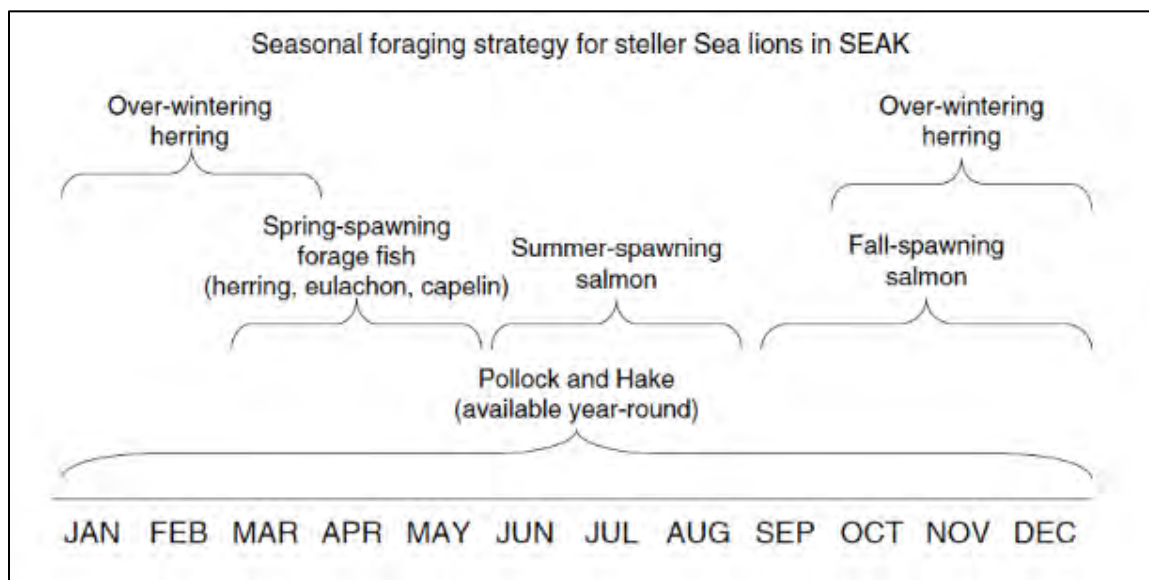 Seasonal foraging strategy for steller Sea lions in SEAK
Over-wintering
herring
Over-wintering
herring
Spring-spawning
forage fish
(herring, eulachon, capelin)
Summer-spawning
salmon
Fall-spawning
salmon
Pollock and Hake
(available year-round)
JAN FEB MAR APR MAY JUN JUL AUG SEP OCT NOV DEC